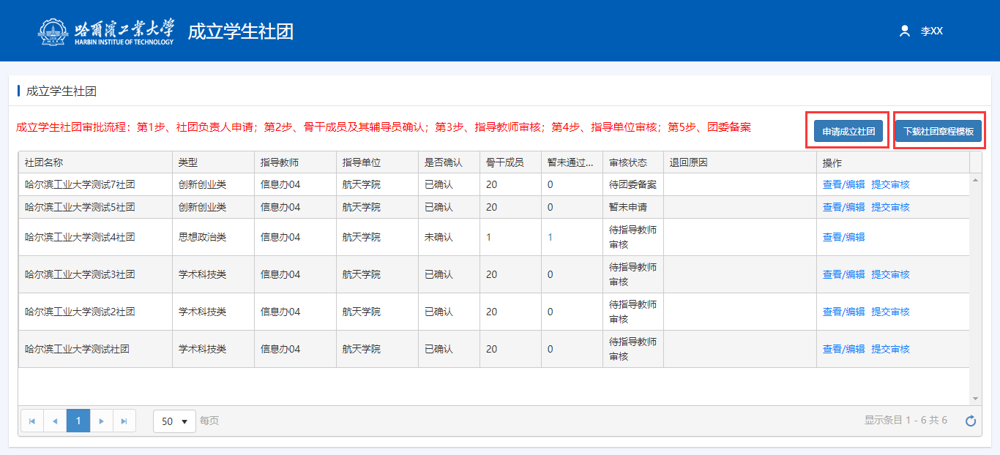 哈尔滨工业大学
HARBIN INSTITUE OF TECHNOLOGY
成立学生社团
李XX
成立学生社团
成立学生社团审批流程：第1步、社团负责人申请；第2步、骨干成员及其辅导员确认；第3步、指导教师审核；第4步、指导单位审核；第5步、团委备案
申请成立社团 下载社团章程模板
社团名称 类型 指导教师 指导单位 是否确认 骨干成员 暂未通过... 审核状态 退回原因 操作
哈尔滨工业大学测试7社团 创新创业类 信息办04 航天学院 已确认 20 0 待团委备案 查看/编辑 提交审核
哈尔滨工业大学测试5社团 创新创业类 信息办04 航天学院 已确认 20 0 暂未申请 查看/编辑 提交审核
哈尔滨工业大学测试4社团 思想政治类 信息办04 航天学院 未确认 1 1 待指导教师
审核 查看/编辑
哈尔滨工业大学测试3社团 学术科技类 信息办04 航天学院 已确认 20 0 待指导教师
审核 查看/编辑 提交审核
哈尔滨工业大学测试2社团 学术科技类 信息办04 航天学院 已确认 20 0 待指导教师
审核 查看/编辑 提交审核
哈尔滨工业大学测试社团 学术科技类 信息办04 航天学院 已确认 20 0 待指导教师
审核 查看/编辑 提交审核
1 50 每页 显示条目 1 - 6 共 6